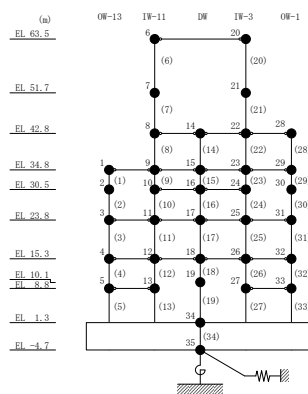 (m) OW-13 IW-11 DW IW-3 OW-1
EL 63.5 6 20
(6) (20)
EL 51.7 7 21
(7) (21)
EL 42.8 8 14 22 28
(8) (14) (22) (28)
EL 34.8 1 9 15 23 29
(1) (9) (15) (23) (29)
EL 30.5 2 10 16 24 30
(2) (10) (16) (24) (30)
EL 23.8 3 11 17 25 31
(3) (11) (17) (25) (31)
EL 15.3 4 12 18 26 32
(4) (12) (18) (26) (32)
EL 10.1 19
EL 8.8 5 13 27 33
(5) (13) (19) (27) (33)
EL 1.3 34
(34)
EL -4.7 35